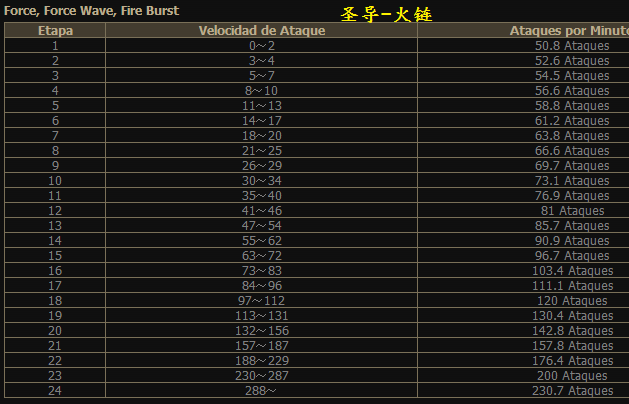 Force, Force Wave, Fire Burst
圣导-火链
Etapa Velocidad de Ataque Ataques por Minuto
1 0～2 50.8 Ataques
2 3～4 52.6 Ataques
3 5～7 54.5 Ataques
4 8～10 56.6 Ataques
5 11～13 58.8 Ataques
6 14～17 61.2 Ataques
7 18～20 63.8 Ataques
8 21～25 66.6 Ataques
9 26～29 69.7 Ataques
10 30～34 73.1 Ataques
11 35～40 76.9 Ataques
12 41～46 81 Ataques
13 47～54 85.7 Ataques
14 55～62 90.9 Ataques
15 63～72 96.7 Ataques
16 73～83 103.4 Ataques
17 84～96 111.1 Ataques
18 97～112 120 Ataques
19 113～131 130.4 Ataques
20 132～156 142.8 Ataques
21 157～187 157.8 Ataques
22 188～229 176.4 Ataques
23 230～287 200 Ataques
24 288～ 230.7 Ataques